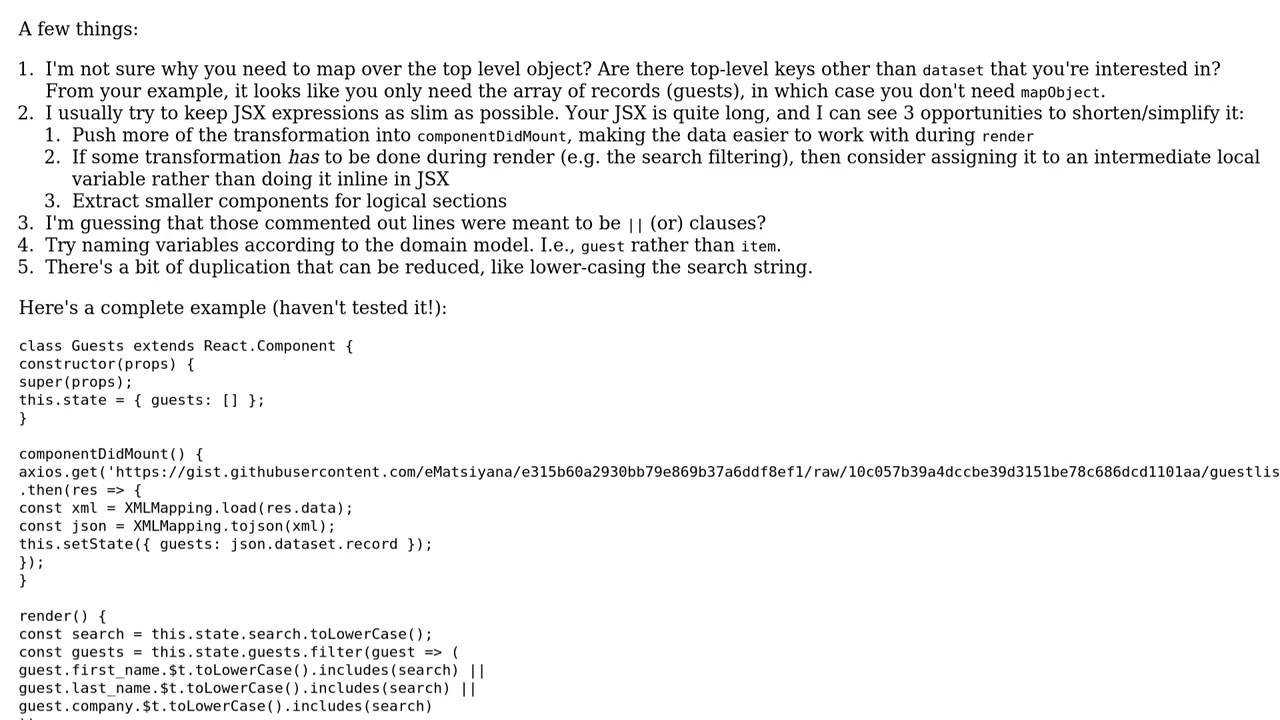 A few things:
1. I'm not sure why you need to map over the top level object? Are there top-level keys other than dataset that you're interested in?
From your example, it looks like you only need the array of records (guests), in which case you don't need mapObject.
2. I usually try to keep JSX expressions as slim as possible. Your JSX is quite long, and I can see 3 opportunities to shorten/simplify it:
1. Push more of the transformation into componentDidMount, making the data easier to work with during render
2. If some transformation has to be done during render (e.g. the search filtering), then consider assigning it to an intermediate local
variable rather than doing it inline in JSX
3. Extract smaller components for logical sections
3. I'm guessing that those commented out lines were meant to be || (or) clauses?
4. Try naming variables according to the domain model. I.e., guest rather than item.
5. There's a bit of duplication that can be reduced, like lower-casing the search string.
Here's a complete example (haven't tested it!):
class Guests extends React.Component {
constructor(props) {
super(props);
this.state = { guests: [] };
}
componentDidMount() {
axios.get('https://gist.githubusercontent.com/eMatsiyana/e315b60a2930bb79e869b37a6ddf8ef1/raw/10c057b39a4dccbe39d3151be78c686dcd1101aa/guestlis
.then(res => {
const xml = XMLMapping.load(res.data);
const json = XMLMapping.tojson(xml);
this.setState({ guests: json.dataset.record });
});
}
render() {
const search = this.state.search.toLowerCase();
const guests = this.state.guests.filter(guest => (
guest.first_name.$t.toLowerCase().includes(search) ||
guest.last_name.$t.toLowerCase().includes(search) ||
guest.company.$t.toLowerCase().includes(search)